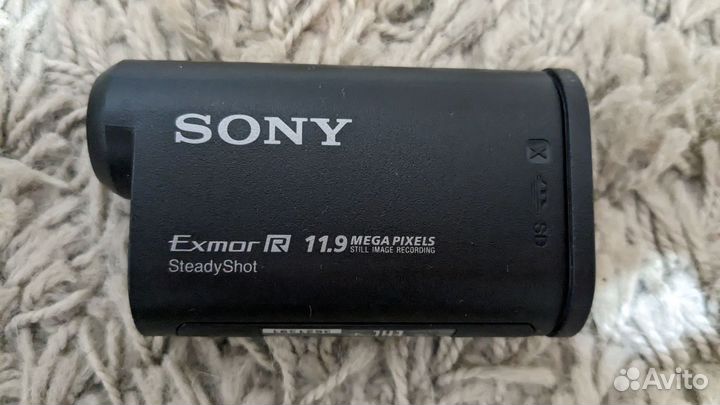 SONY
X
SD
Exmor R 11.9 MEGA PIXELS
STILL IMAGE RECORDING
SteadyShot
Avito